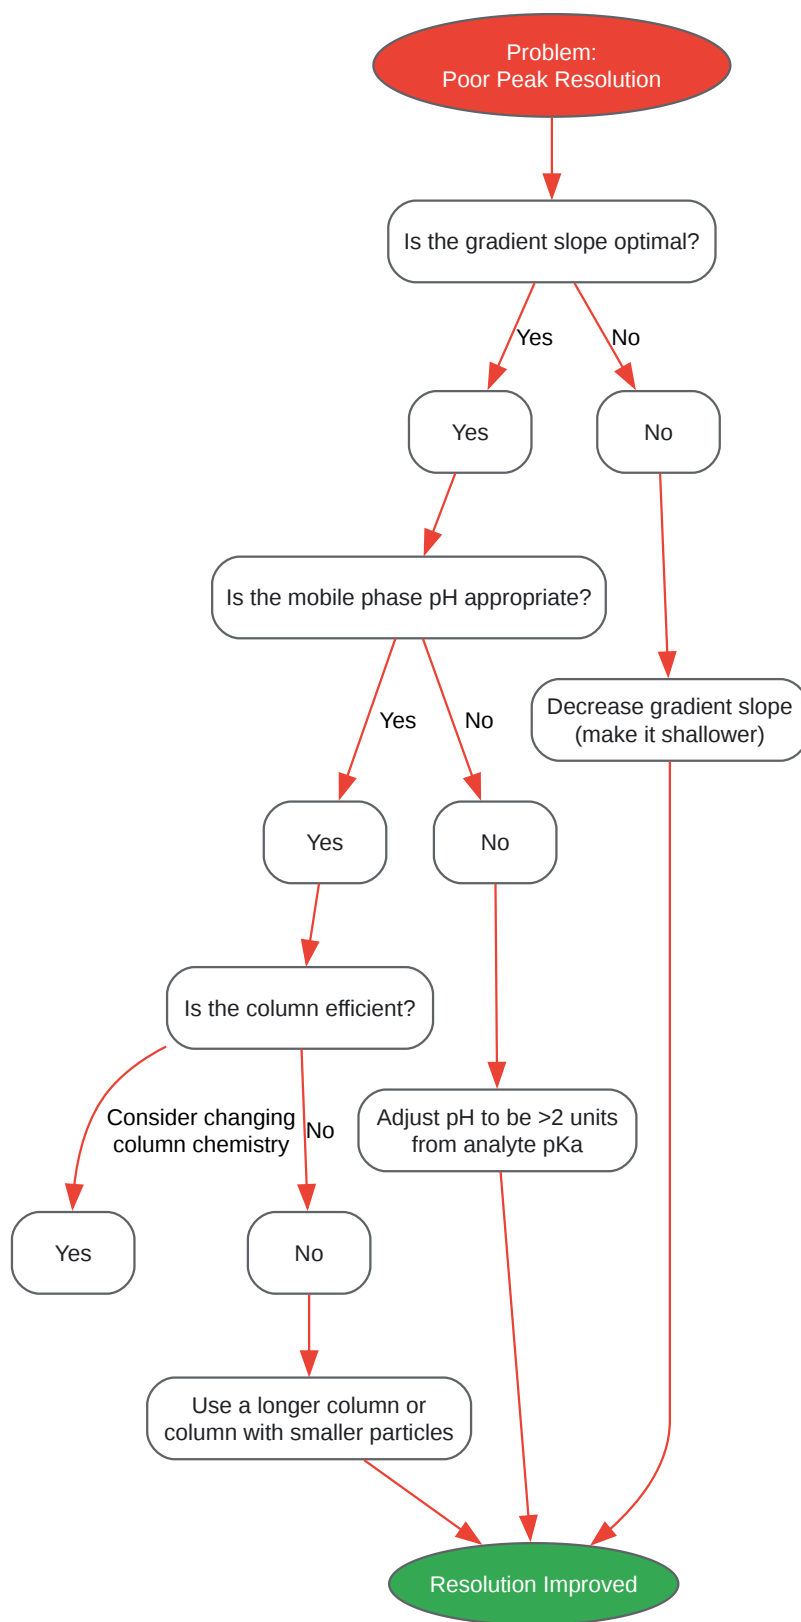 Problem:
Poor Peak Resolution
Is the gradient slope optimal?
Yes
No
Yes
No
Is the mobile phase pH appropriate?
Decrease gradient slope
(make it shallower)
Yes
No
Yes
No
Is the column efficient?
Consider changing
column chemistry
No
Adjust pH to be >2 units
from analyte pKa
Yes
No
Use a longer column or
column with smaller particles
Resolution Improved